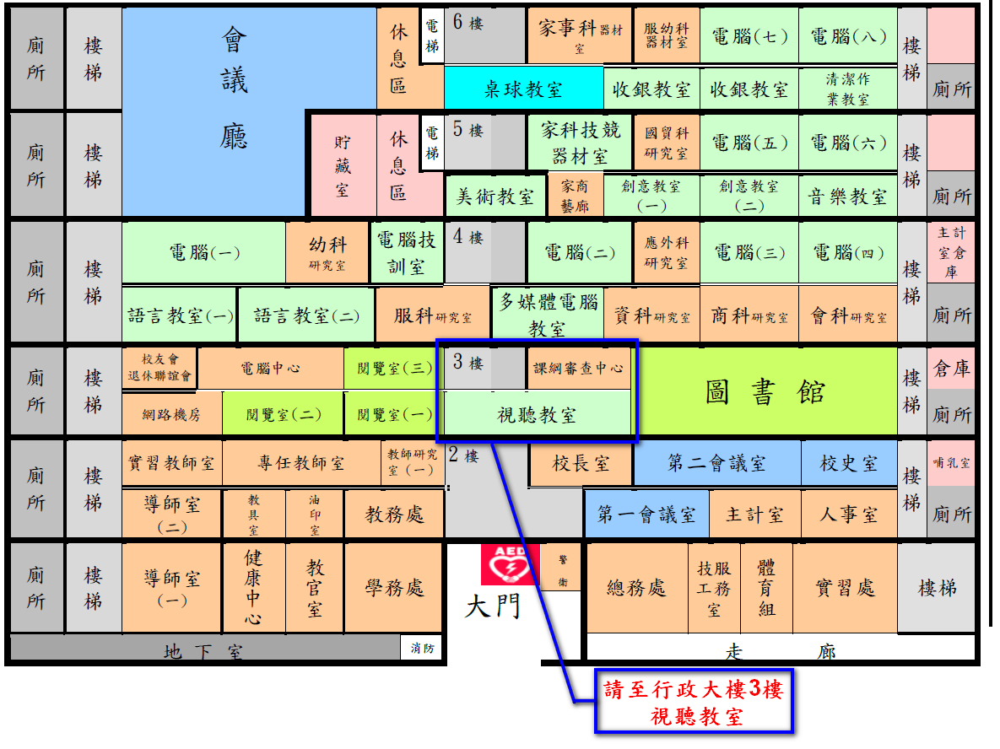 廁所
樓梯
會議廳
休息區
電梯
6樓
家事科器材室
服幼科
器材室
電腦(七)
電腦(八)
樓梯
桌球教室
收銀教室
收銀教室
清潔作
業教室
廁所
廁所
樓梯
貯藏室
休息區
電梯
5樓
家科技競
器材室
國貿科
研究室
電腦(五)
電腦(六)
樓梯
美術教室
家商
藝廊
創意教室
(一)
創意教室
(二)
音樂教室
廁所
廁所
樓梯
電腦(一)
幼科
研究室
電腦技
訓室
4樓
電腦(二)
應外科
研究室
電腦(三)
電腦(四)
樓梯
主計
室倉
庫
語言教室(一)
語言教室(二)
服科研究室
多媒體電腦
教室
資科研究室
商科研究室
會科研究室
廁所
廁所
樓梯
校友會
退休聯誼會
電腦中心
閱覽室(三)
3樓
課綱審查中心
圖書館
樓梯
倉庫
網路機房
閱覽室(二)
閱覽室(一)
視聽教室
廁所
廁所
樓梯
實習教師室
專任教師室
教師研究
室(一)
2樓
校長室
第二會議室
校史室
樓梯
哺乳室
導師室
(二)
教具室
油印室
教務處
第一會議室
主計室
人事室
廁所
廁所
樓梯
導師室
(一)
健康中心
教官室
學務處
AED
大門
警衛
總務處
技服
工務
室
體育組
實習處
樓梯
地下室
消防
走廊
請至行政大樓3樓
視聽教室